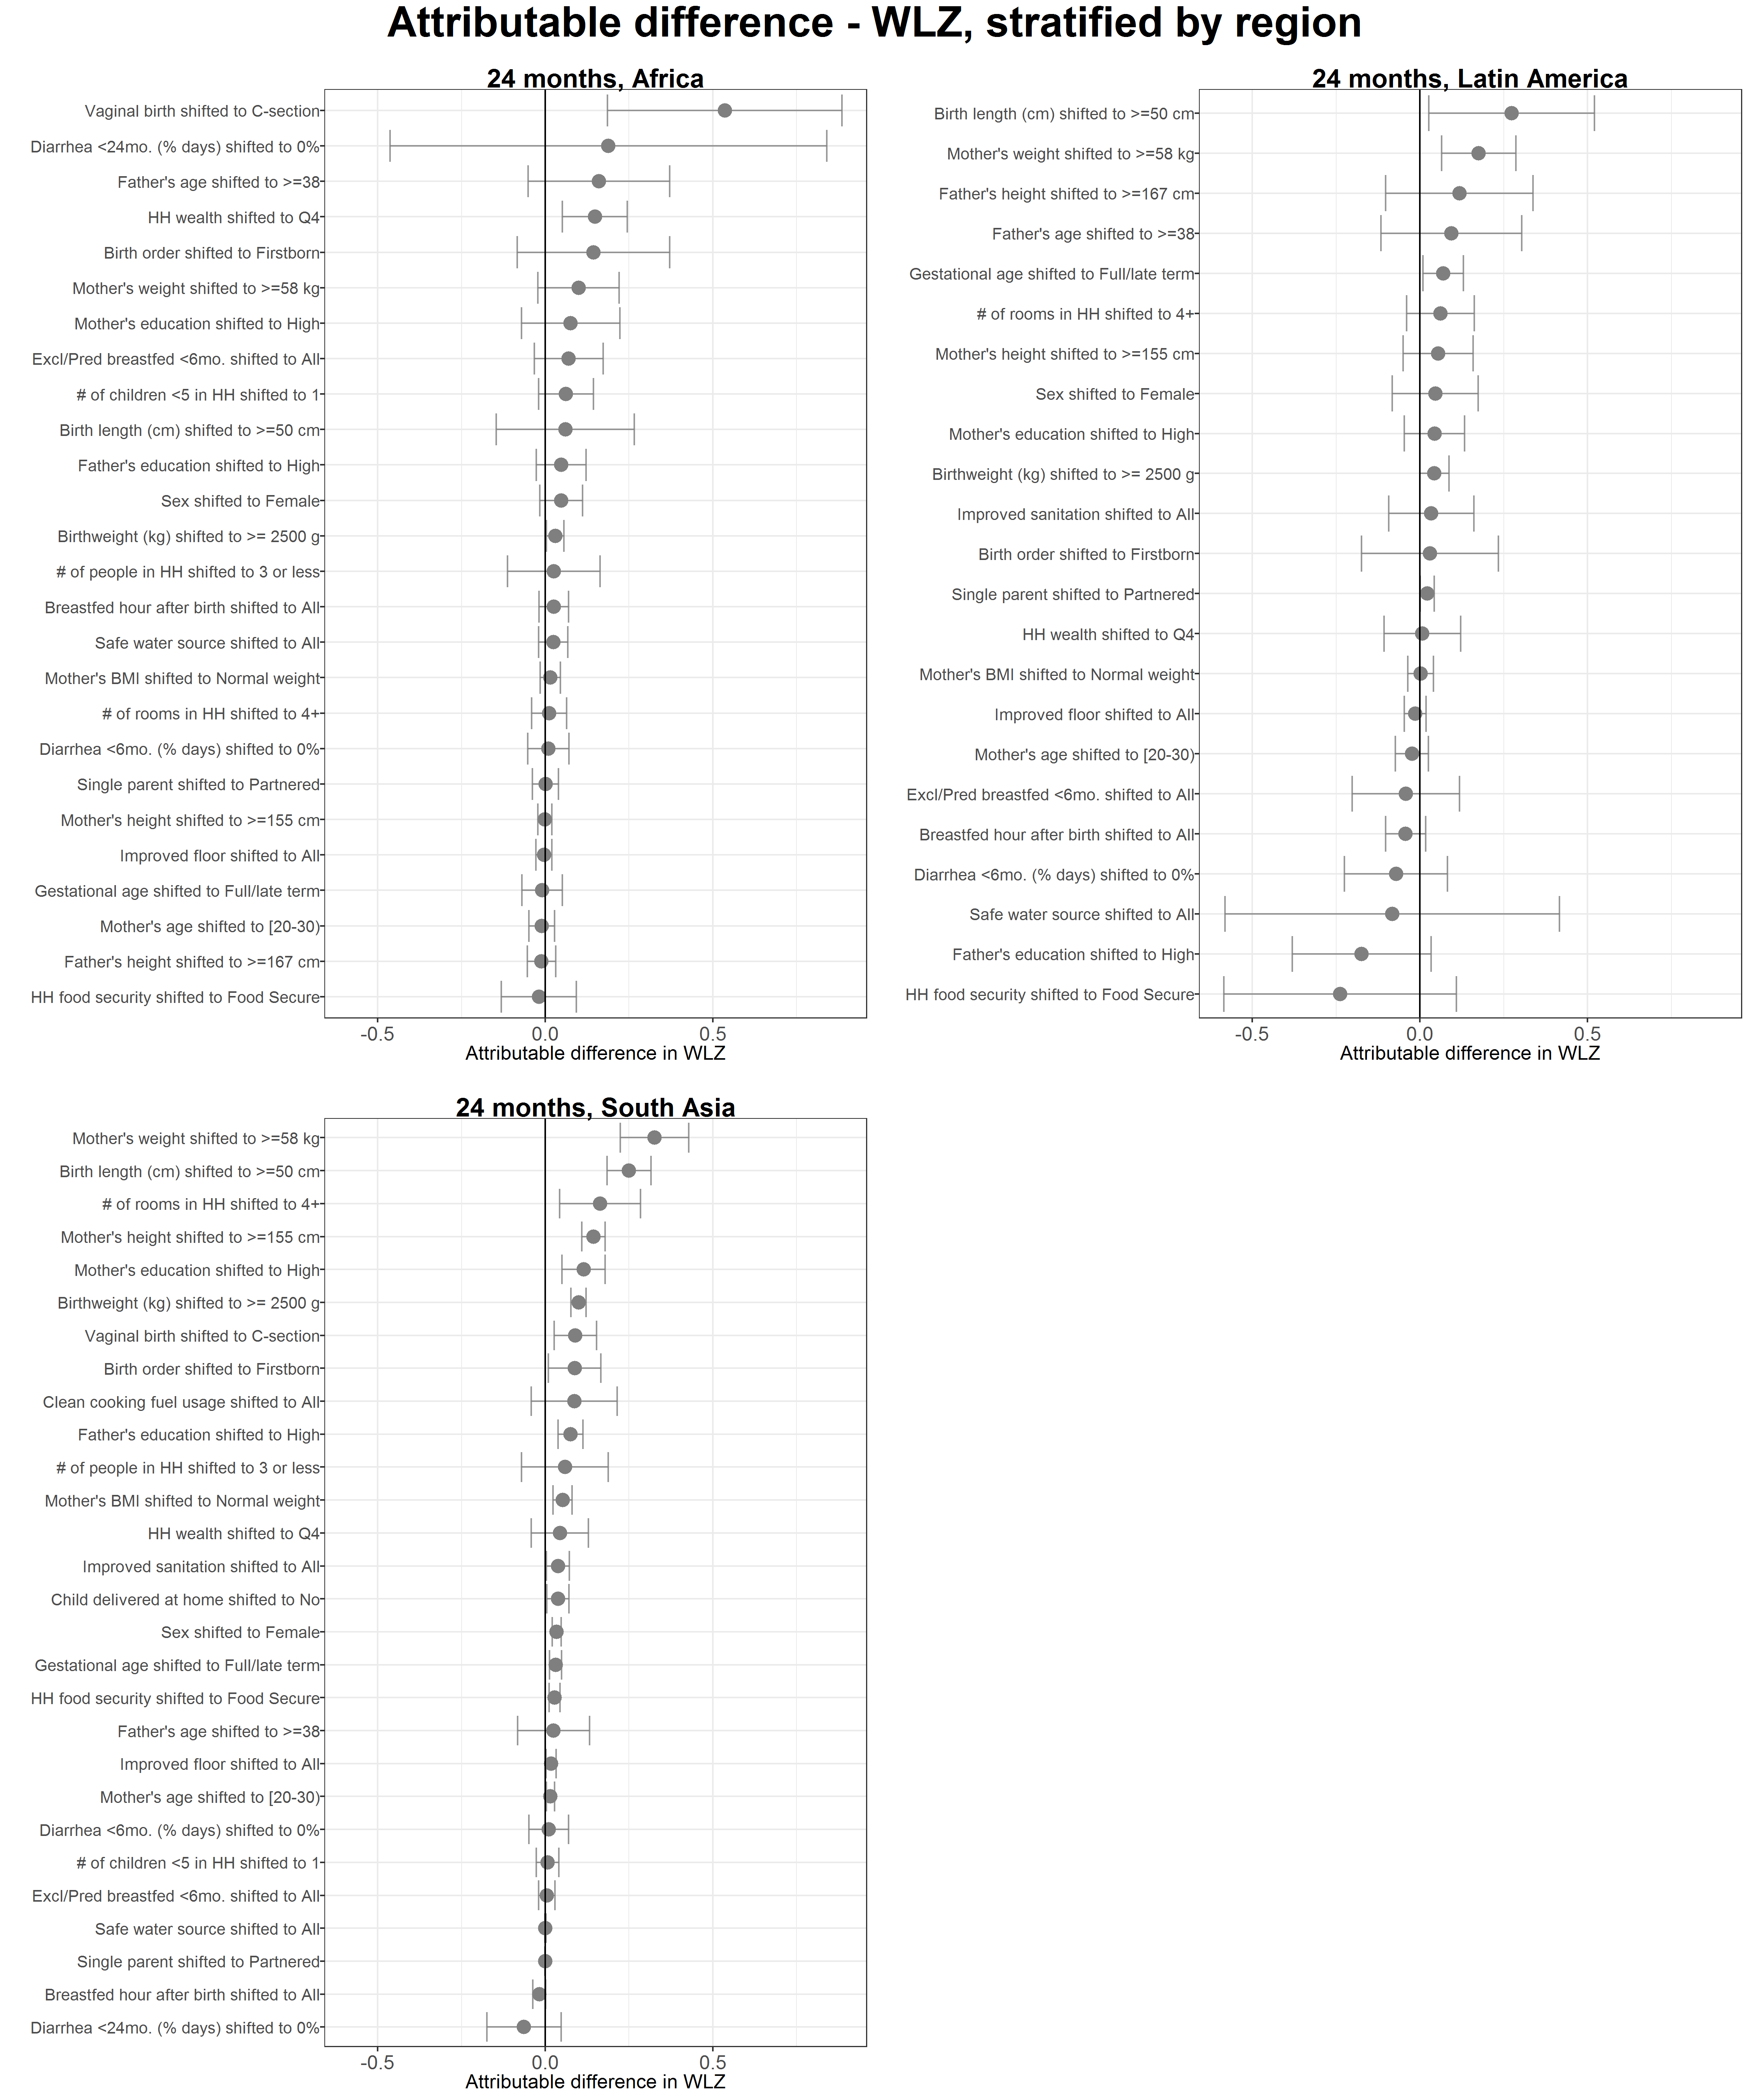 Attributable difference - WLZ, stratified by region
24 months, Africa
Vaginal birth shifted to C-section
Diarrhea <24mo. (% days) shifted to 0%
Father's age shifted to >=38
HH wealth shifted to Q4
Birth order shifted to Firstborn
Mother's weight shifted to >=58 kg
Mother's education shifted to High
Excl/Pred breastfed <6mo. shifted to All
# of children <5 in HH shifted to 1
Birth length (cm) shifted to >=50 cm
Father's education shifted to High
Sex shifted to Female
Birthweight (kg) shifted to >= 2500 g
# of people in HH shifted to 3 or less
Breastfed hour after birth shifted to All
Safe water source shifted to All
Mother's BMI shifted to Normal weight
# of rooms in HH shifted to 4+
Diarrhea <6mo. (% days) shifted to 0%
Single parent shifted to Partnered
Mother's height shifted to >=155 cm
Improved floor shifted to All
Gestational age shifted to Full/late term
Mother's age shifted to [20-30)
Father's height shifted to >=167 cm
HH food security shifted to Food Secure
-0.5 0.0 0.5
Attributable difference in WLZ
24 months, Latin America
Birth length (cm) shifted to >=50 cm
Mother's weight shifted to >=58 kg
Father's height shifted to >=167 cm
Father's age shifted to >=38
Gestational age shifted to Full/late term
# of rooms in HH shifted to 4+
Mother's height shifted to >=155 cm
Sex shifted to Female
Mother's education shifted to High
Birthweight (kg) shifted to >= 2500 g
Improved sanitation shifted to All
Birth order shifted to Firstborn
Single parent shifted to Partnered
HH wealth shifted to Q4
Mother's BMI shifted to Normal weight
Improved floor shifted to All
Mother's age shifted to [20-30)
Excl/Pred breastfed <6mo. shifted to All
Breastfed hour after birth shifted to All
Diarrhea <6mo. (% days) shifted to 0%
Safe water source shifted to All
Father's education shifted to High
HH food security shifted to Food Secure
-0.5 0.0 0.5
Attributable difference in WLZ
24 months, South Asia
Mother's weight shifted to >=58 kg
Birth length (cm) shifted to >=50 cm
# of rooms in HH shifted to 4+
Mother's height shifted to >=155 cm
Mother's education shifted to High
Birthweight (kg) shifted to >= 2500 g
Vaginal birth shifted to C-section
Birth order shifted to Firstborn
Clean cooking fuel usage shifted to All
Father's education shifted to High
# of people in HH shifted to 3 or less
Mother's BMI shifted to Normal weight
HH wealth shifted to Q4
Improved sanitation shifted to All
Child delivered at home shifted to No
Sex shifted to Female
Gestational age shifted to Full/late term
HH food security shifted to Food Secure
Father's age shifted to >=38
Improved floor shifted to All
Mother's age shifted to [20-30)
Diarrhea <6mo. (% days) shifted to 0%
# of children <5 in HH shifted to 1
Excl/Pred breastfed <6mo. shifted to All
Safe water source shifted to All
Single parent shifted to Partnered
Breastfed hour after birth shifted to All
Diarrhea <24mo. (% days) shifted to 0%
-0.5 0.0 0.5
Attributable difference in WLZ